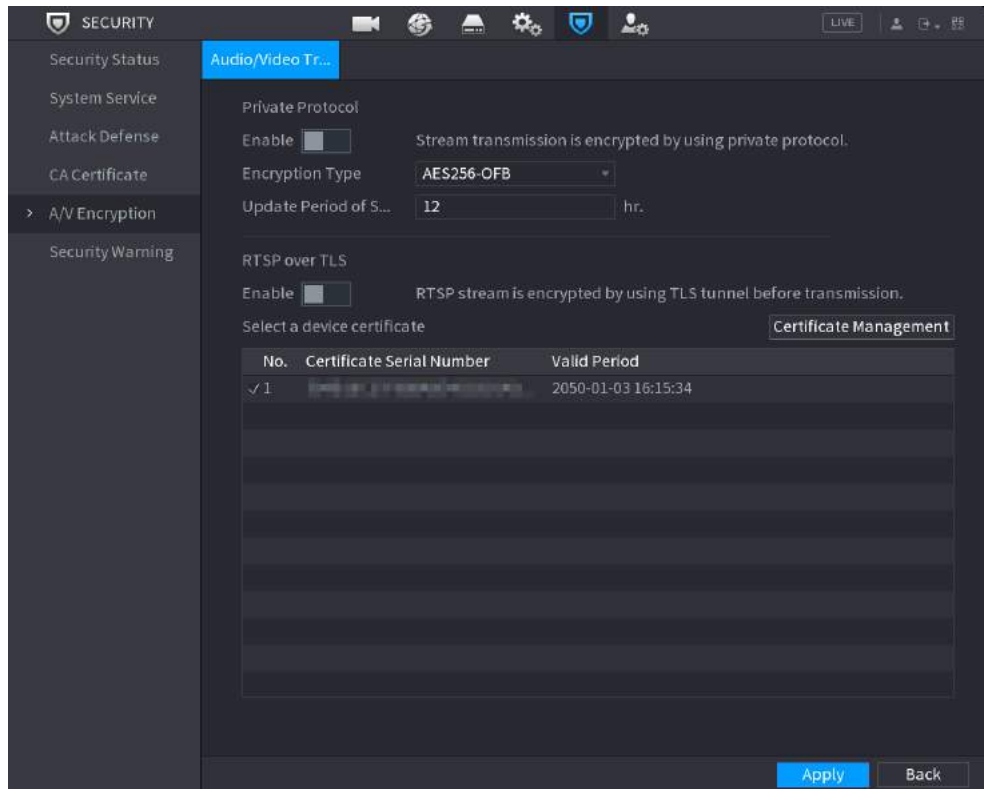 SECURITY
LIVE
Security Status
System Service
Attack Defense
CA Certificate
A/V Encryption
Security Warning
Audio/Video Tr...
Private Protocol
Enable Stream transmission is encrypted by using private protocol.
Encryption Type AES256-OFB
Update Period of S... 12 hr.
RTSP over TLS
Enable RTSP stream is encrypted by using TLS tunnel before transmission.
Select a device certificate Certificate Management
No. Certificate Serial Number Valid Period
1 2050-01-03 16:15:34
Apply Back